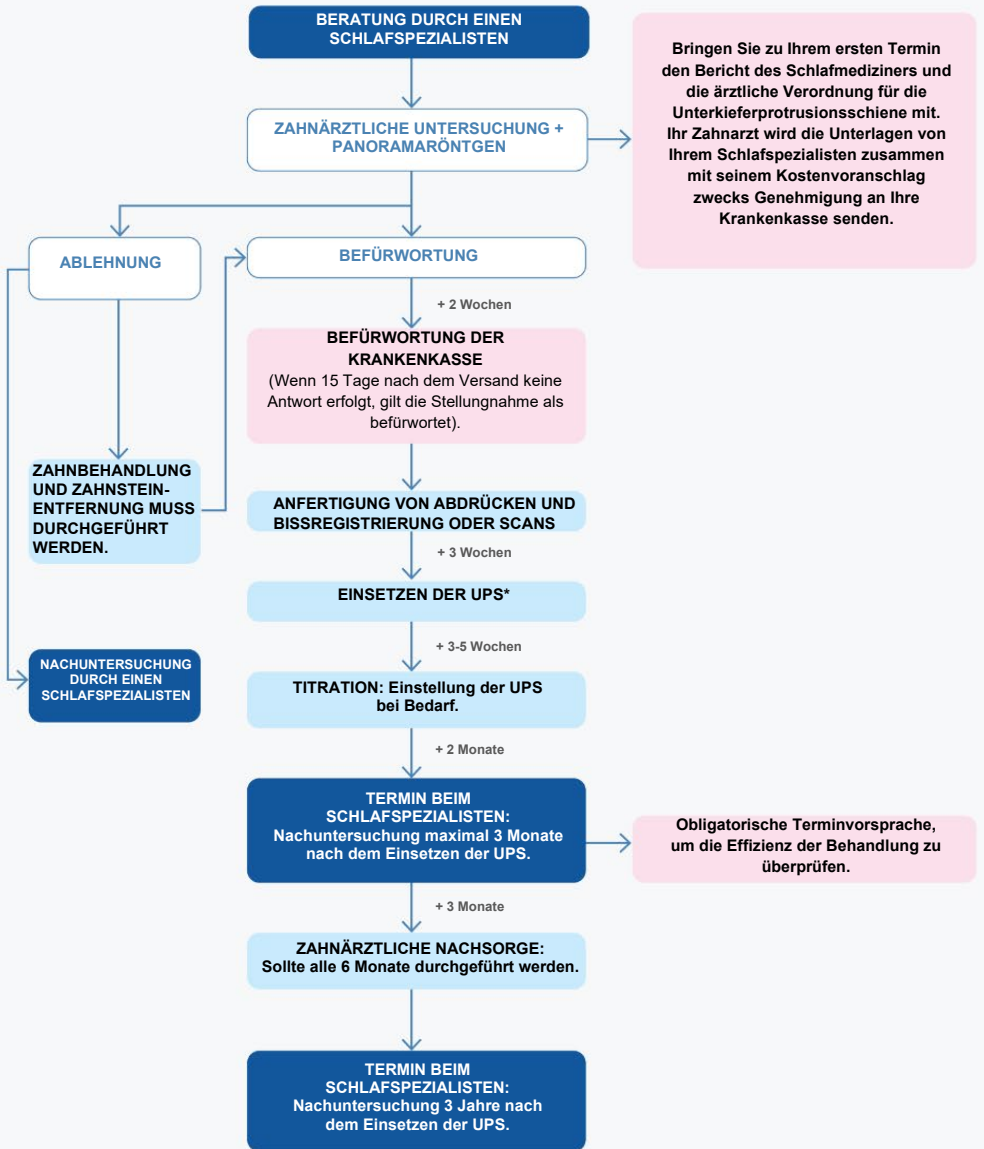 BERATUNG DURCH EINEN
SCHLAFSPEZIALISTEN
Bringen Sie zu Ihrem ersten Termin
den Bericht des Schlafmediziners und
die ärztliche Verordnung für die
Unterkieferprotrusionsschiene mit.
Ihr Zahnarzt wird die Unterlagen von
Ihrem Schlafspezialisten zusammen
mit seinem Kostenvoranschlag
zwecks Genehmigung an Ihre
Krankenkasse senden.
ZAHNÄRZTLICHE UNTERSUCHUNG +
PANORAMARÖNTGEN
ABLEHNUNG
BEFÜRWORTUNG
+ 2 Wochen
BEFÜRWORTUNG DER
KRANKENKASSE
(Wenn 15 Tage nach dem Versand keine
Antwort erfolgt, gilt die Stellungnahme als
befürwortet).
ZAHNBEHANDLUNG
UND ZAHNSTEIN-
ENTFERNUNG MUSS
DURCHGEFÜHRT
WERDEN.
ANFERTIGUNG VON ABDRÜCKEN UND
BISSREGISTRIERUNG ODER SCANS
+ 3 Wochen
EINSETZEN DER UPS*
+ 3-5 Wochen
NACHUNTERSUCHUNG
DURCH EINEN
SCHLAFSPEZIALISTEN
TITRATION: Einstellung der UPS
bei Bedarf.
+ 2 Monate
TERMIN BEIM
SCHLAFSPEZIALISTEN:
Nachuntersuchung maximal 3 Monate
nach dem Einsetzen der UPS.
Obligatorische Terminvorsprache,
um die Effizienz der Behandlung zu
überprüfen.
+ 3 Monate
ZAHNÄRZTLICHE NACHSORGE:
Sollte alle 6 Monate durchgeführt werden.
TERMIN BEIM
SCHLAFSPEZIALISTEN:
Nachuntersuchung 3 Jahre nach
dem Einsetzen der UPS.